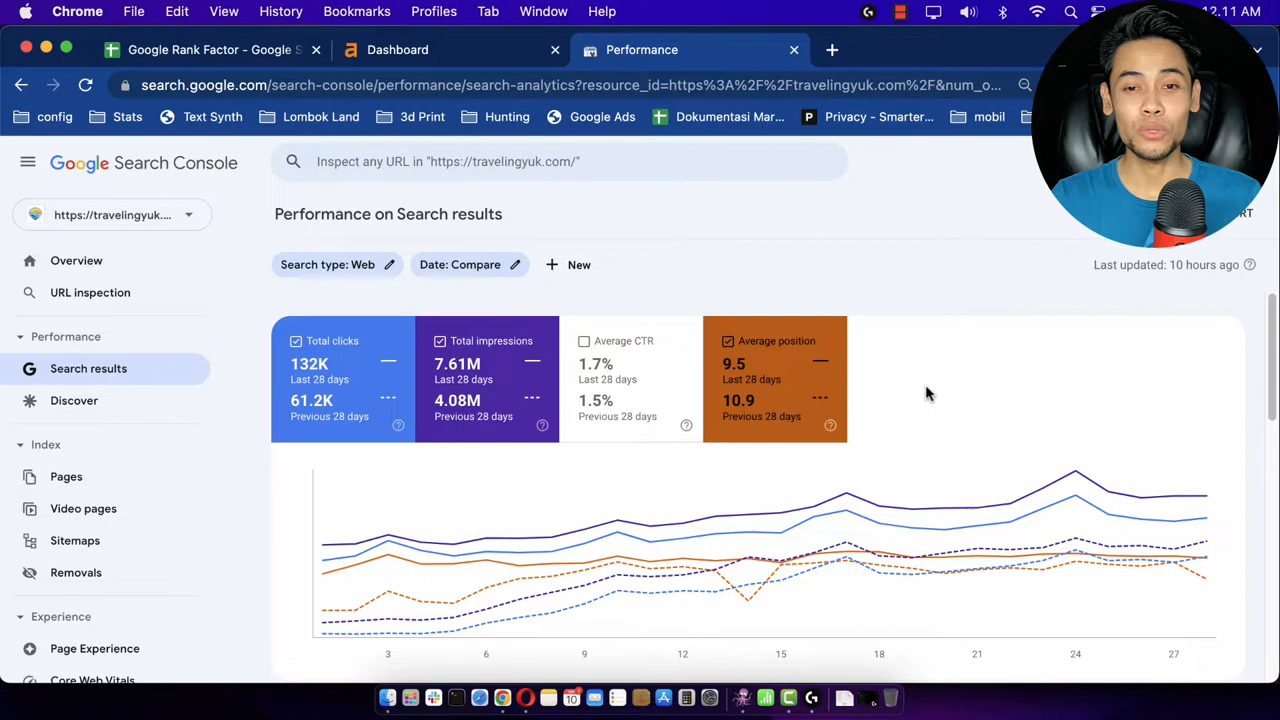 Chrome File Edit View History Bookmarks Profiles Tab Window Help
12.11 AM
Google Rank Factor - Google S
Dashboard
Performance
search.google.com/search-console/performance/search-analytics?resource_id=https%3A%2F%2Ftravelingyuk.com%2F&num_o...
config Stats Text Synth Lombok Land 3d Print Hunting Google Ads Dokumentasi Mar... Privacy - Smarter... mobil
Google Search Console
Inspect any URL in "https://travelingyuk.com/"
https://travelingyuk....
Performance on Search results
Search type: Web
Date: Compare
New
Last updated: 10 hours ago
Overview
URL inspection
Performance
Search results
Discover
Index
Pages
Video pages
Sitemaps
Removals
Experience
Page Experience
Core Web Vitals
Total clicks
132K
Last 28 days
61.2K
Previous 28 days
Total impressions
7.61M
Last 28 days
4.08M
Previous 28 days
Average CTR
1.7%
Last 28 days
1.5%
Previous 28 days
Average position
9.5
Last 28 days
10.9
Previous 28 days
3 6 9 12 15 18 21 24 27